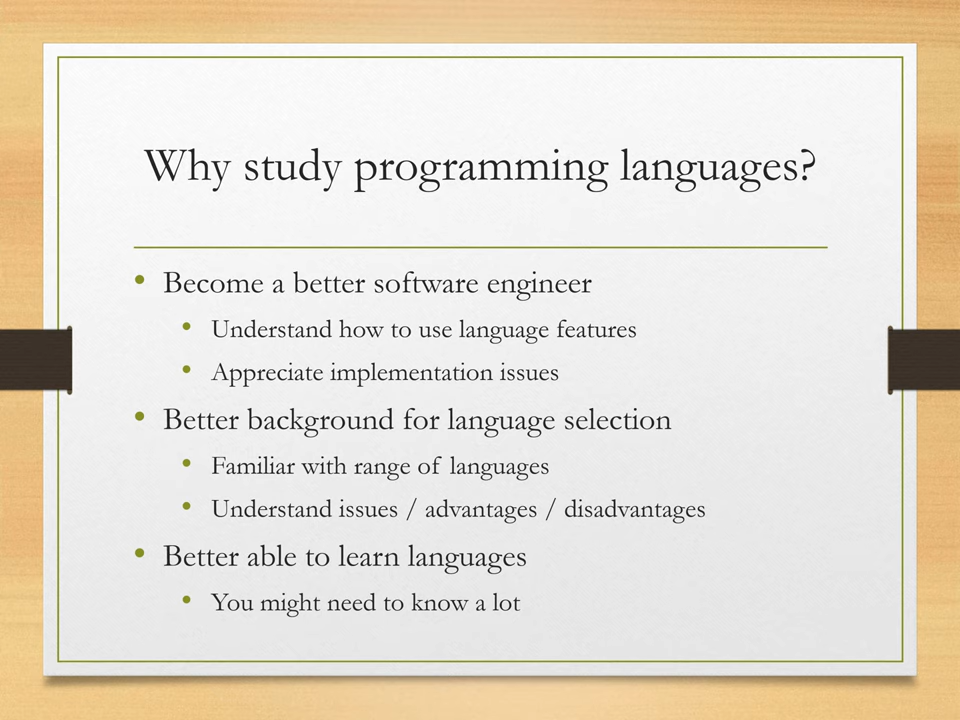 Why study programming languages?
• Become a better software engineer
• Understand how to use language features
• Appreciate implementation issues
• Better background for language selection
• Familiar with range of languages
• Understand issues / advantages / disadvantages
• Better able to learn languages
• You might need to know a lot